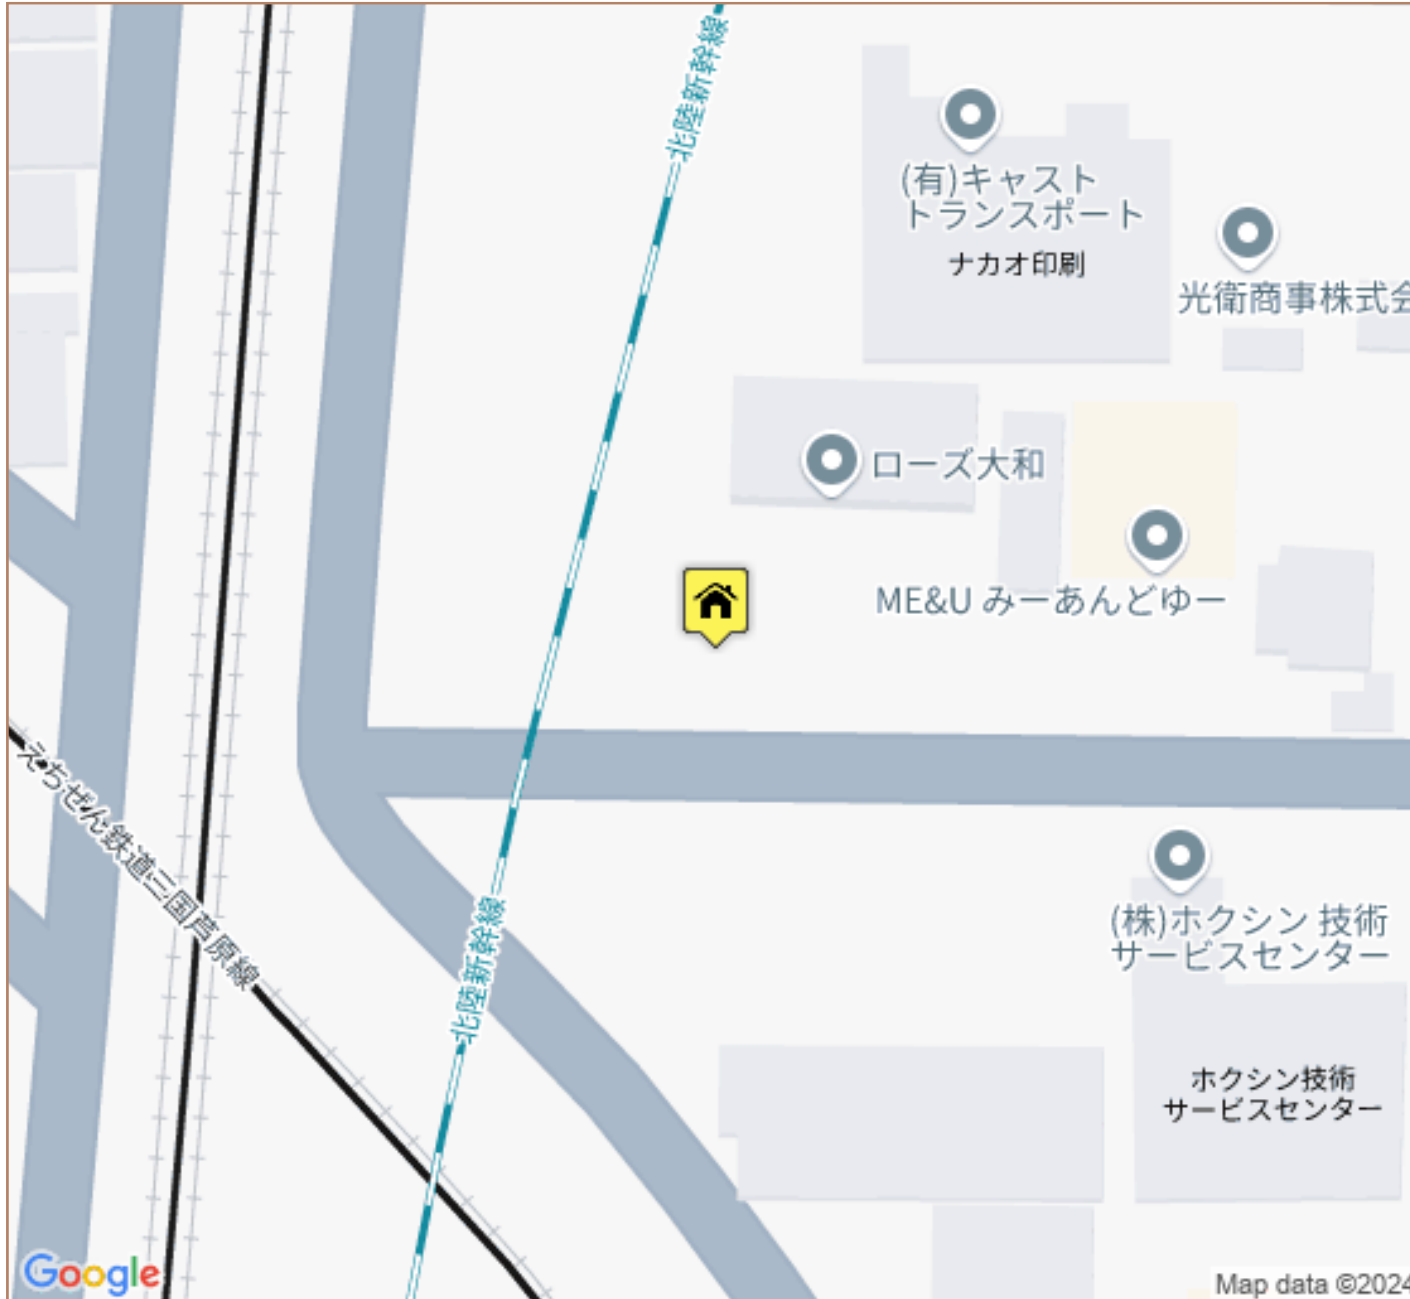 北陸新幹線
(有)キャスト
トランスポート
ナカオ印刷
光衛商事株式会
ローズ大和
ME&U みーあんどゆー
えちぜん鉄道三国芦原線
北陸新幹線
(株)ホクシン 技術
サービスセンター
ホクシン技術
サービスセンター
Google
Map data ©2024